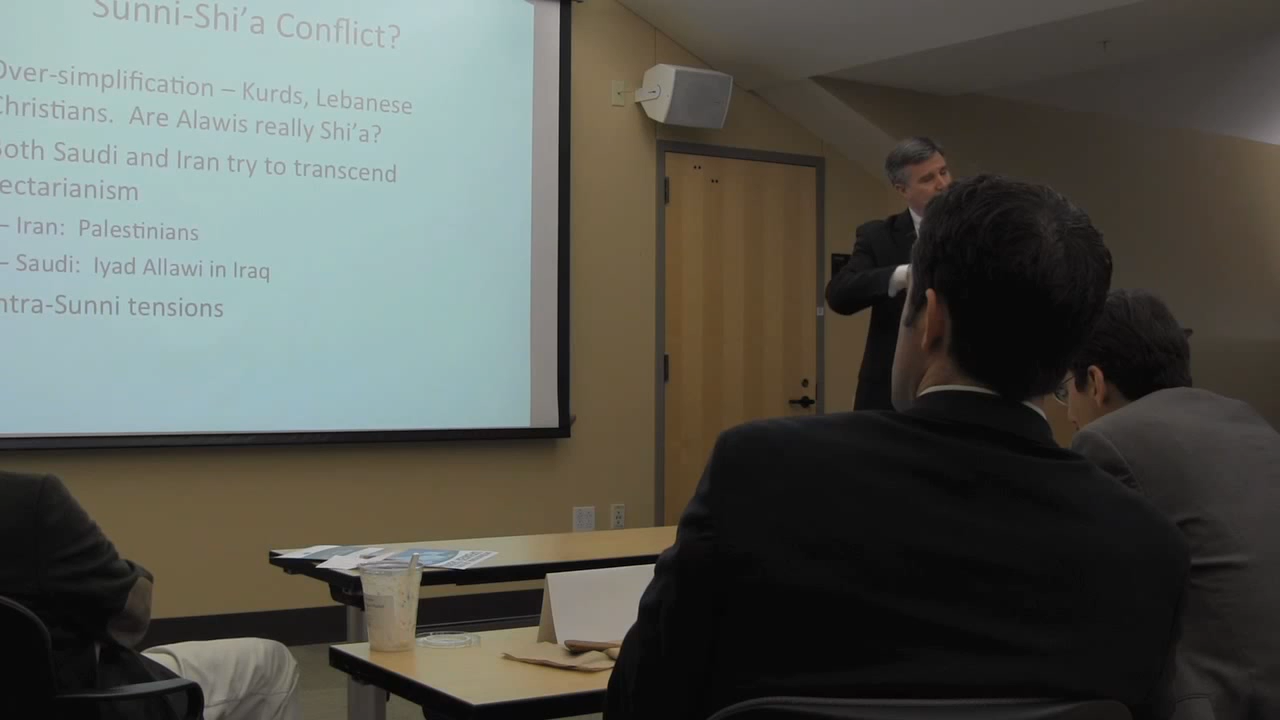 Sunni-Shi'a Conflict?
Over-simplification – Kurds, Lebanese
Christians. Are Alawis really Shi'a?
Both Saudi and Iran try to transcend
sectarianism
– Iran: Palestinians
– Saudi: Iyad Allawi in Iraq
Intra-Sunni tensions